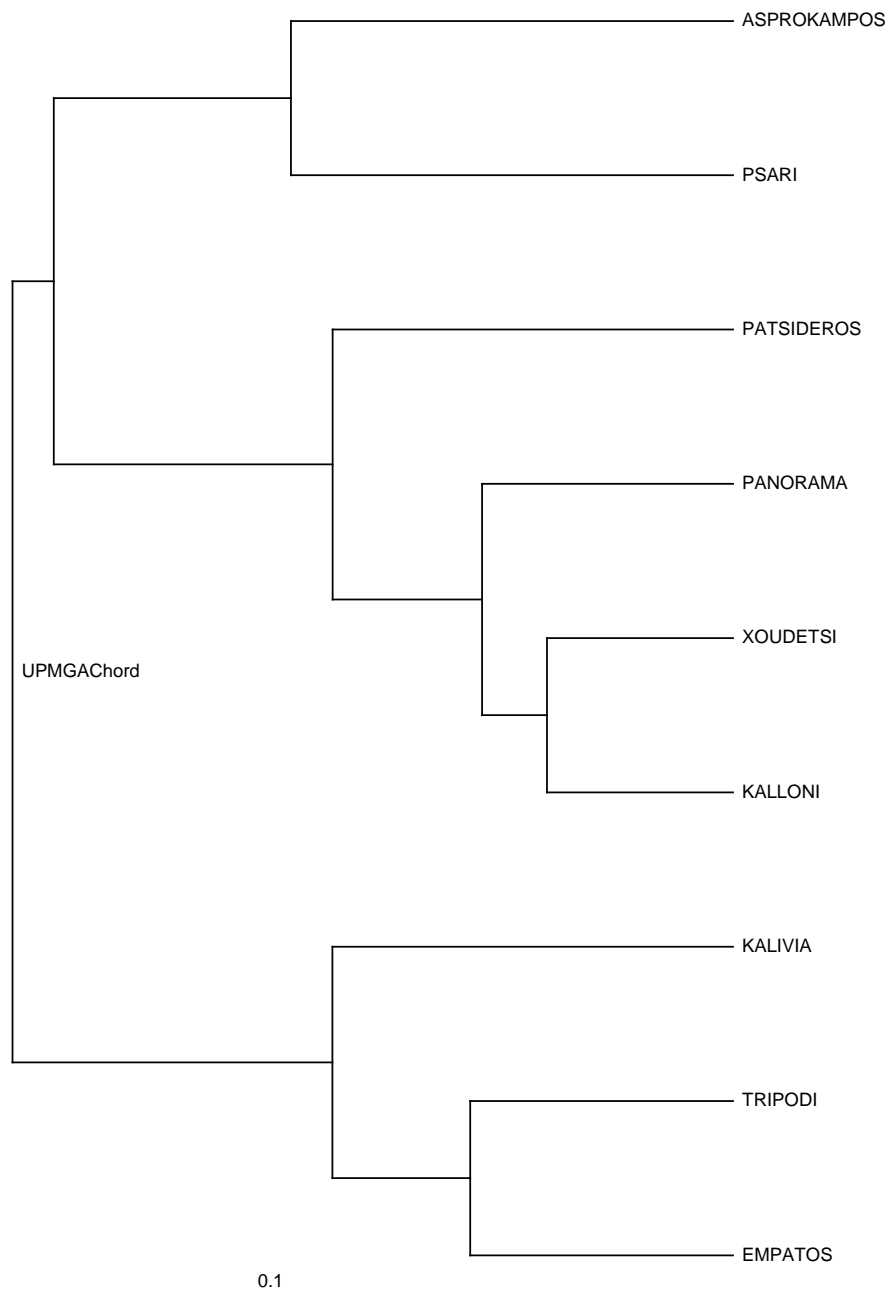 ASPROKAMPOS
PSARI
PATSIDEROS
PANORAMA
XOUDETSI
UPMGAChord
KALLONI
KALIVIA
TRIPODI
EMPATOS
0.1